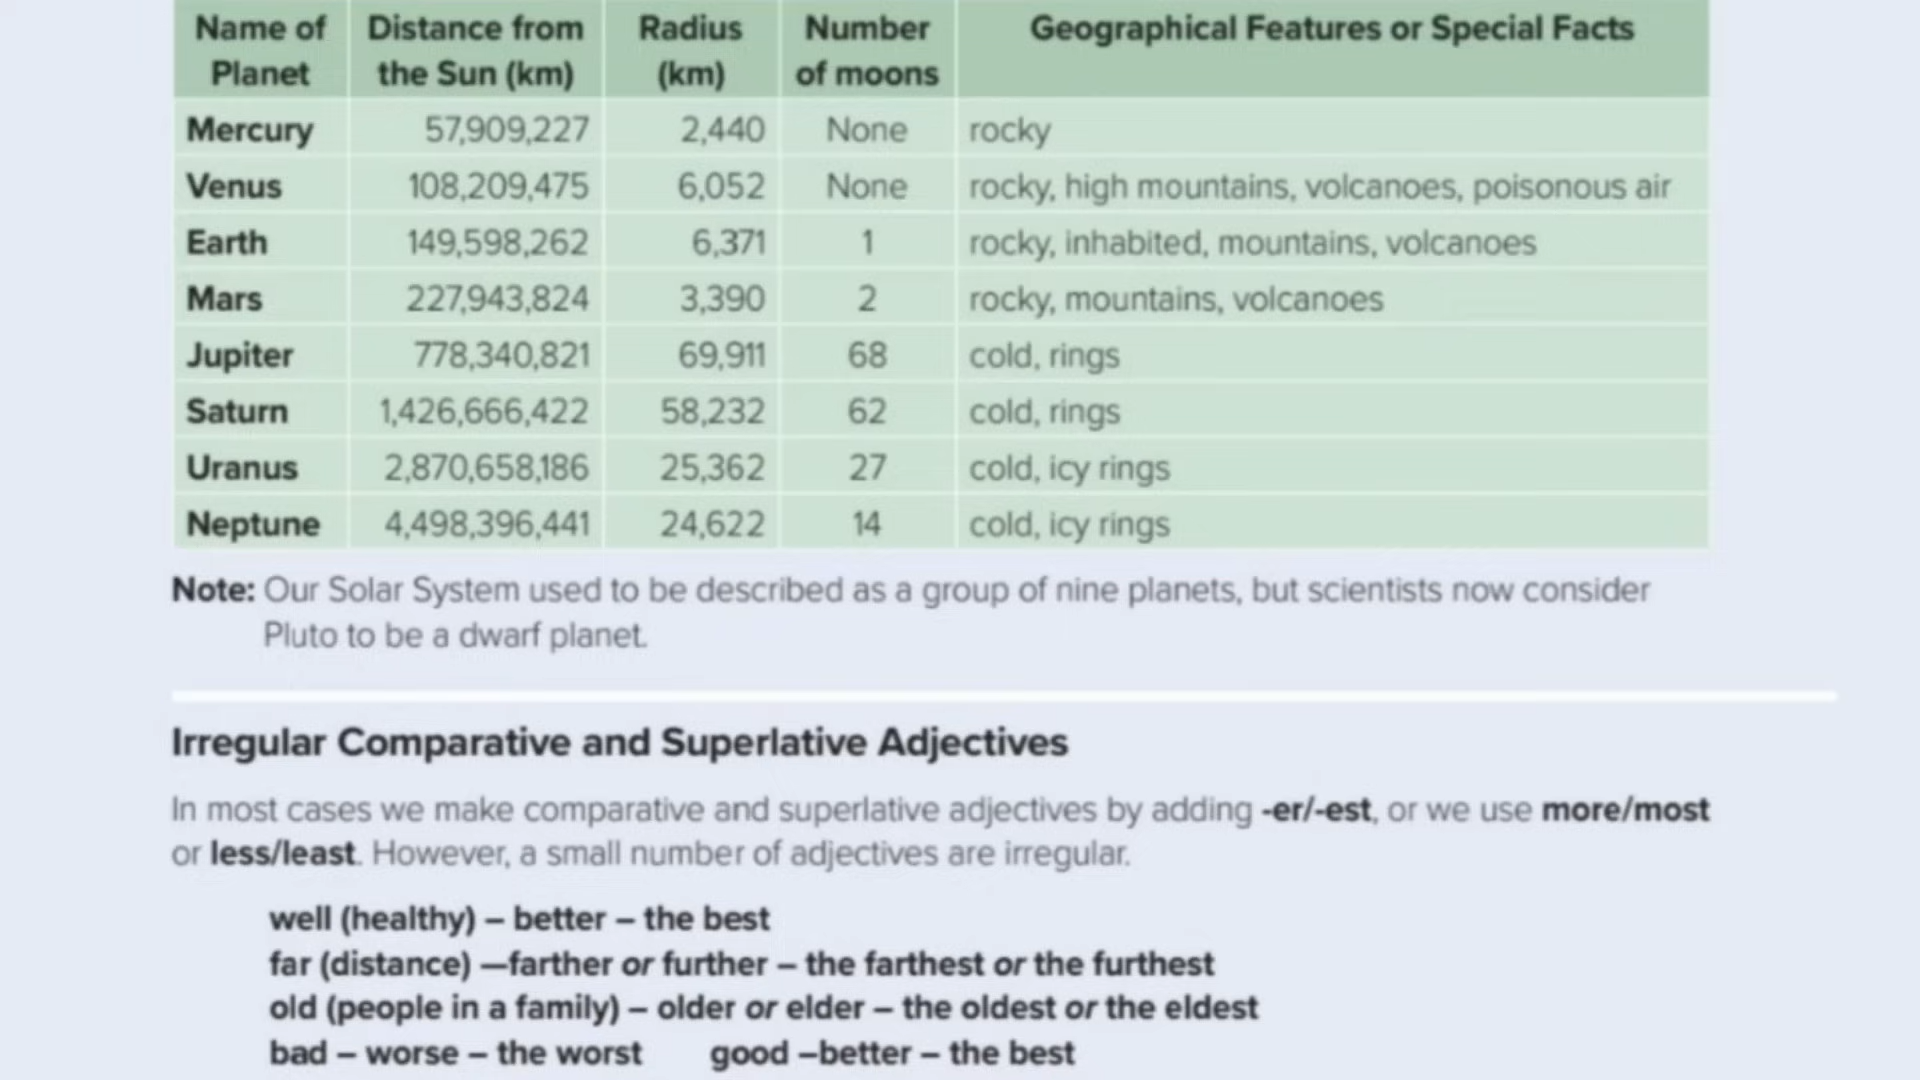 Name of Planet Distance from the Sun (km) Radius (km) Number of moons Geographical Features or Special Facts
Mercury 57,909,227 2,440 None rocky
Venus 108,209,475 6,052 None rocky, high mountains, volcanoes, poisonous air
Earth 149,598,262 6,371 1 rocky, inhabited, mountains, volcanoes
Mars 227,943,824 3,390 2 rocky, mountains, volcanoes
Jupiter 778,340,821 69,911 68 cold, rings
Saturn 1,426,666,422 58,232 62 cold, rings
Uranus 2,870,658,186 25,362 27 cold, icy rings
Neptune 4,498,396,441 24,622 14 cold, icy rings
Note: Our Solar System used to be described as a group of nine planets, but scientists now consider
Pluto to be a dwarf planet.
Irregular Comparative and Superlative Adjectives
In most cases we make comparative and superlative adjectives by adding -er/-est, or we use more/most
or less/least. However, a small number of adjectives are irregular.
well (healthy) – better – the best
far (distance) —farther or further – the farthest or the furthest
old (people in a family) – older or elder – the oldest or the eldest
bad – worse – the worst good –better – the best